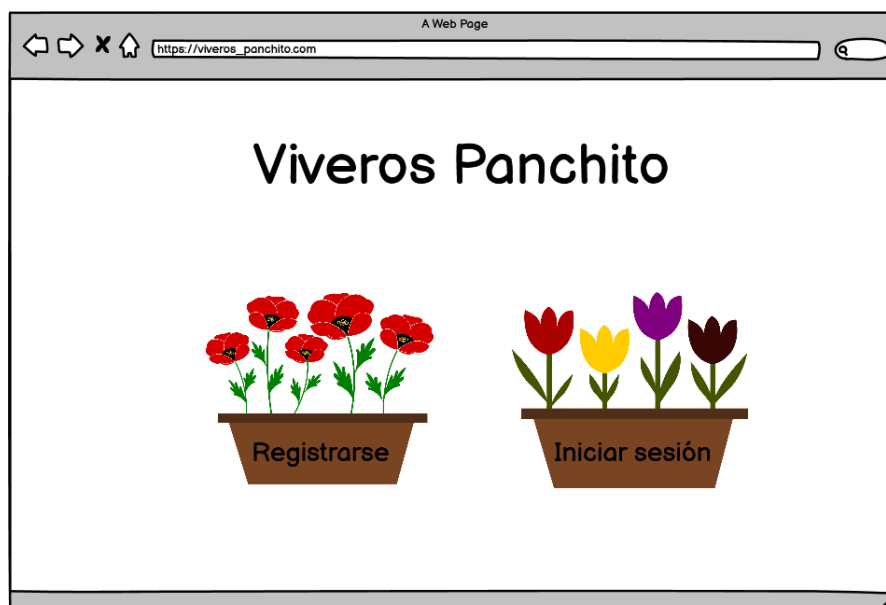 A Web Page
https://viveros_panchito.com
Viveros Panchito
Registrarse
Iniciar sesión